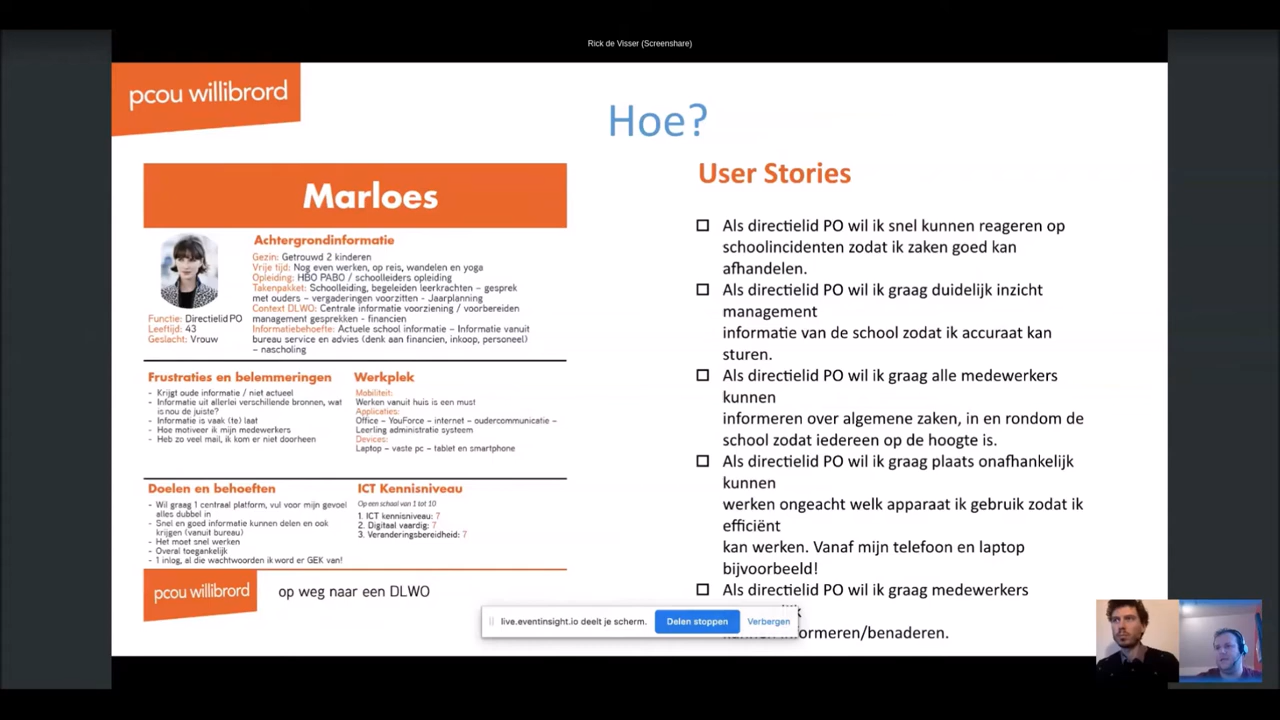 Rick de Visser (Screenshare)
pcou willibrord
Hoe?
Marloes
Achtergrondinformatie
Gezin: Getrouwd 2 kinderen
Vrije tijd: Nog even werken, op reis, wandelen en yoga
Opleiding: HBO PABO / schoolleiders opleiding
Takenpakket: Schoolleiding, begeleiden leerkrachten – gesprek
met ouders – vergaderingen voorzitten - Jaarplanning
Context DLWO: Centrale informatie voorziening / voorbereiden
management gesprekken - financien
Informatiebehoefte: Actuele school informatie – Informatie vanuit
bureau service en advies (denk aan financien, inkoop, personeel)
– nascholing
Functie: Directielid PO
Leeftijd: 43
Geslacht: Vrouw
Frustraties en belemmeringen
- Krijgt oude informatie / niet actueel
- Informatie uit allerlei verschillende bronnen, wat
is nou de juiste?
- Informatie is vaak (te) laat
- Hoe motiveer ik mijn medewerkers
- Heb zo veel mail, ik kom er niet doorheen
Werkplek
Mobiliteit:
Werken vanuit huis is een must
Applicaties:
Office – YouForce – internet – oudercommunicatie –
Leerling administratie systeem
Devices:
Laptop – vaste pc – tablet en smartphone
Doelen en behoeften
- Wil graag 1 centraal platform, vul voor mijn gevoel
alles dubbel in
- Snel en goed informatie kunnen delen en ook
krijgen (vanuit bureau)
- Het moet snel werken
- Overal toegankelijk
- 1 inlog, al die wachtwoorden ik word er GEK van!
ICT Kennisniveau
Op een schaal van 1 tot 10
1. ICT kennisniveau: 7
2. Digitaal vaardig: 7
3. Veranderingsbereidheid: 7
pcou willibrord
op weg naar een DLWO
User Stories
Als directielid PO wil ik snel kunnen reageren op
schoolincidenten zodat ik zaken goed kan
afhandelen.
Als directielid PO wil ik graag duidelijk inzicht
management
informatie van de school zodat ik accuraat kan
sturen.
Als directielid PO wil ik graag alle medewerkers
kunnen
informeren over algemene zaken, in en rondom de
school zodat iedereen op de hoogte is.
Als directielid PO wil ik graag plaats onafhankelijk
kunnen
werken ongeacht welk apparaat ik gebruik zodat ik
efficiënt
kan werken. Vanaf mijn telefoon en laptop
bijvoorbeeld!
Als directielid PO wil ik graag medewerkers
informeren/benaderen.
live.eventinsight.io deelt je scherm.
Delen stoppen
Verbergen